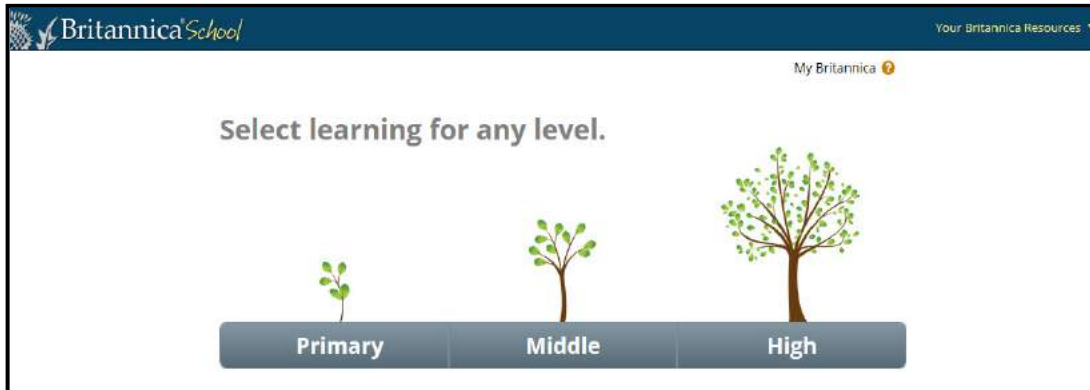 Britannica School
Your Britannica Resources
My Britannica ?
Select learning for any level.
Primary Middle High